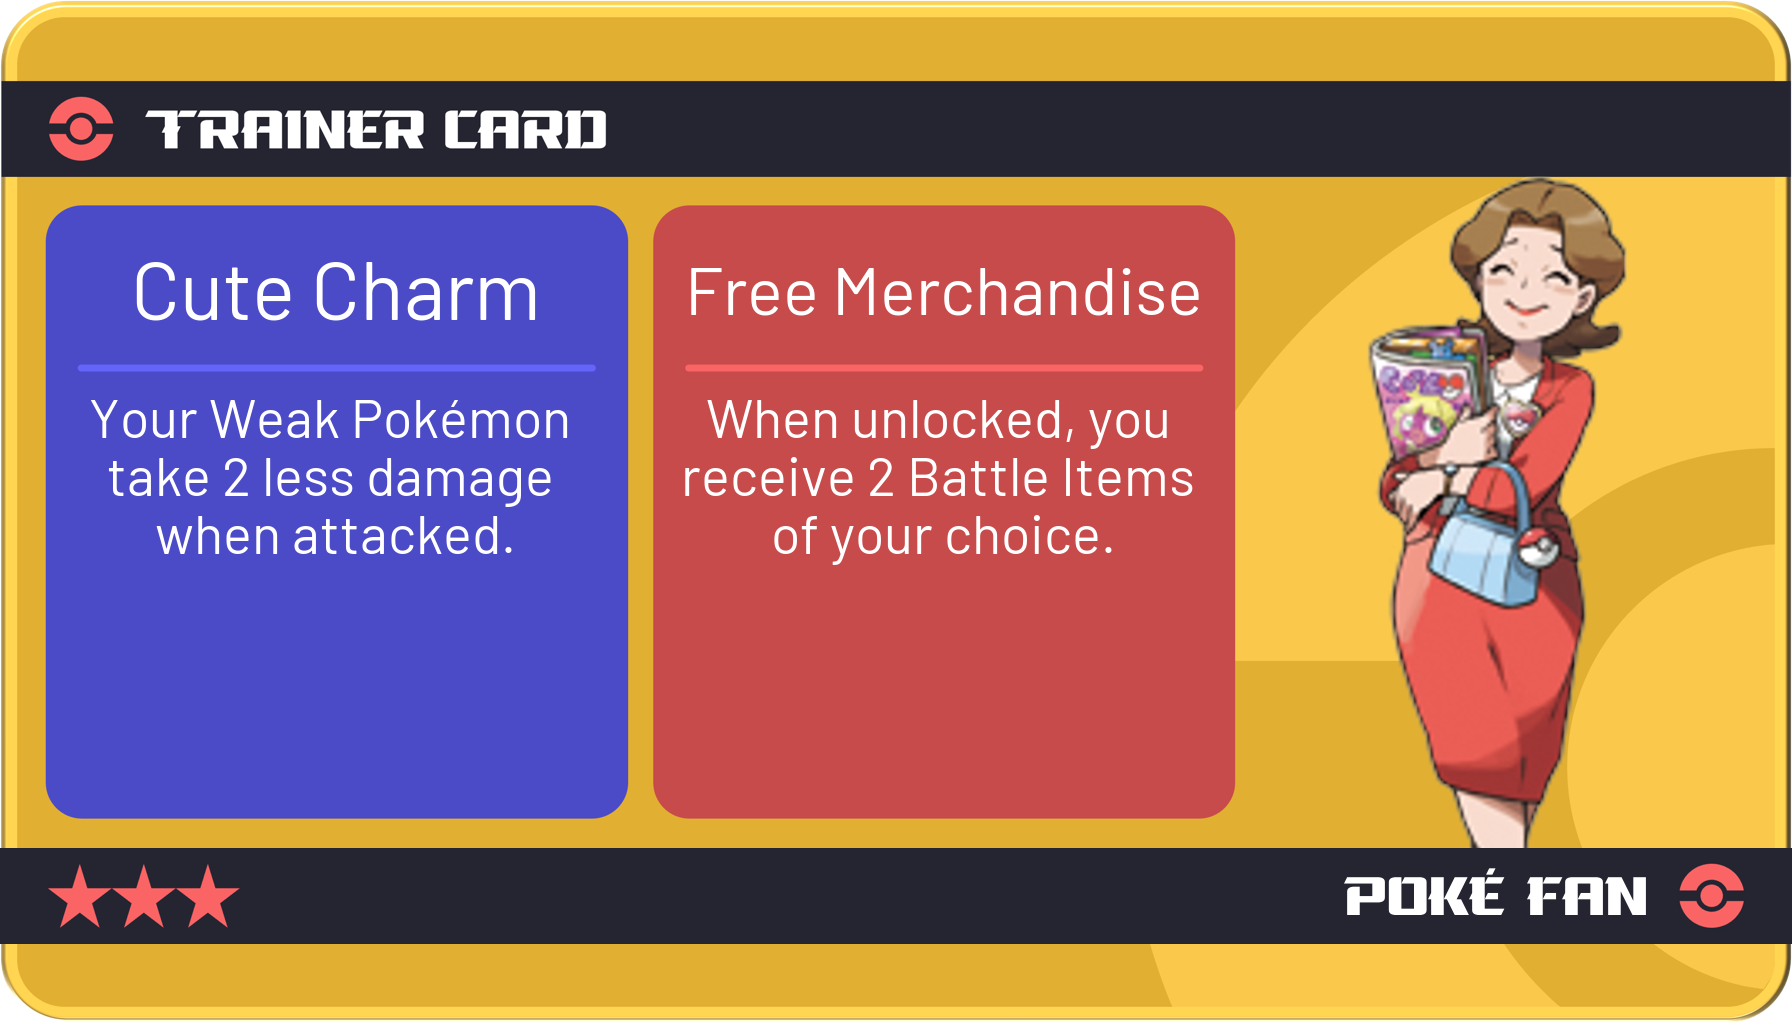 TRAINER CARD
Cute Charm
Your Weak Pokémon
take 2 less damage
when attacked.
Free Merchandise
When unlocked, you
receive 2 Battle Items
of your choice.
POKÉ FAN